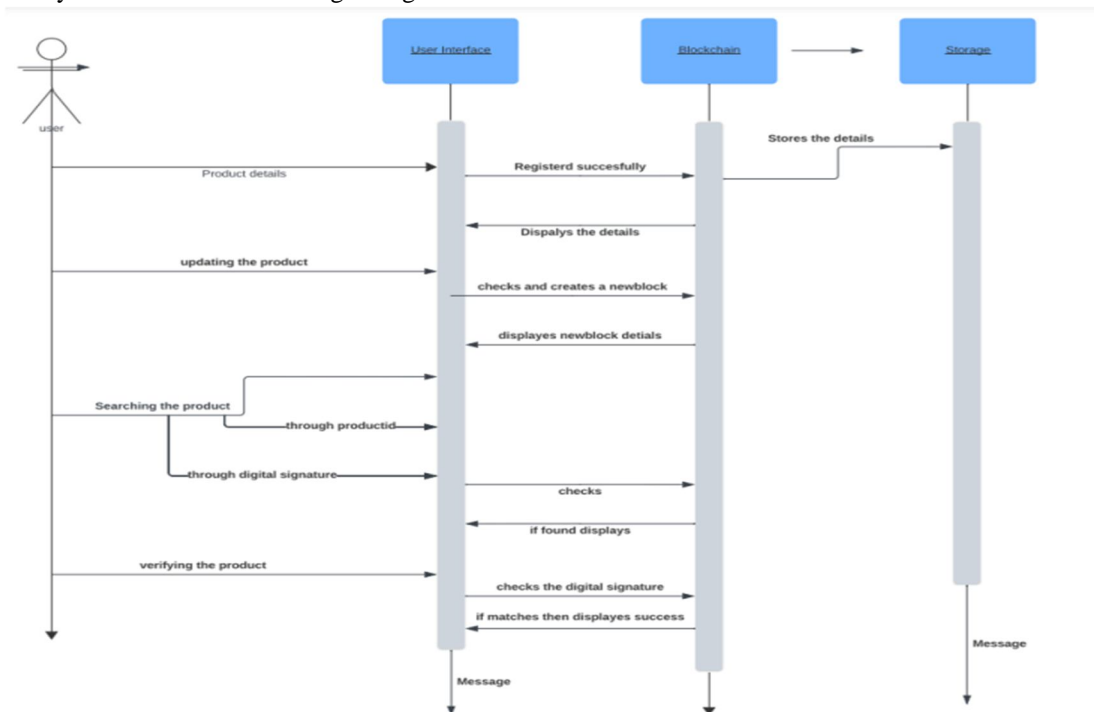 User Interface
Blockchain
Storage
user
Stores the details
Product details
Registerd succesfully
Dispalys the details
updating the product
checks and creates a newblock
displayes newblock detials
Searching the product
through productid
through digital signature
checks
if found displays
verifying the product
checks the digital signature
if matches then displayes success
Message
Message